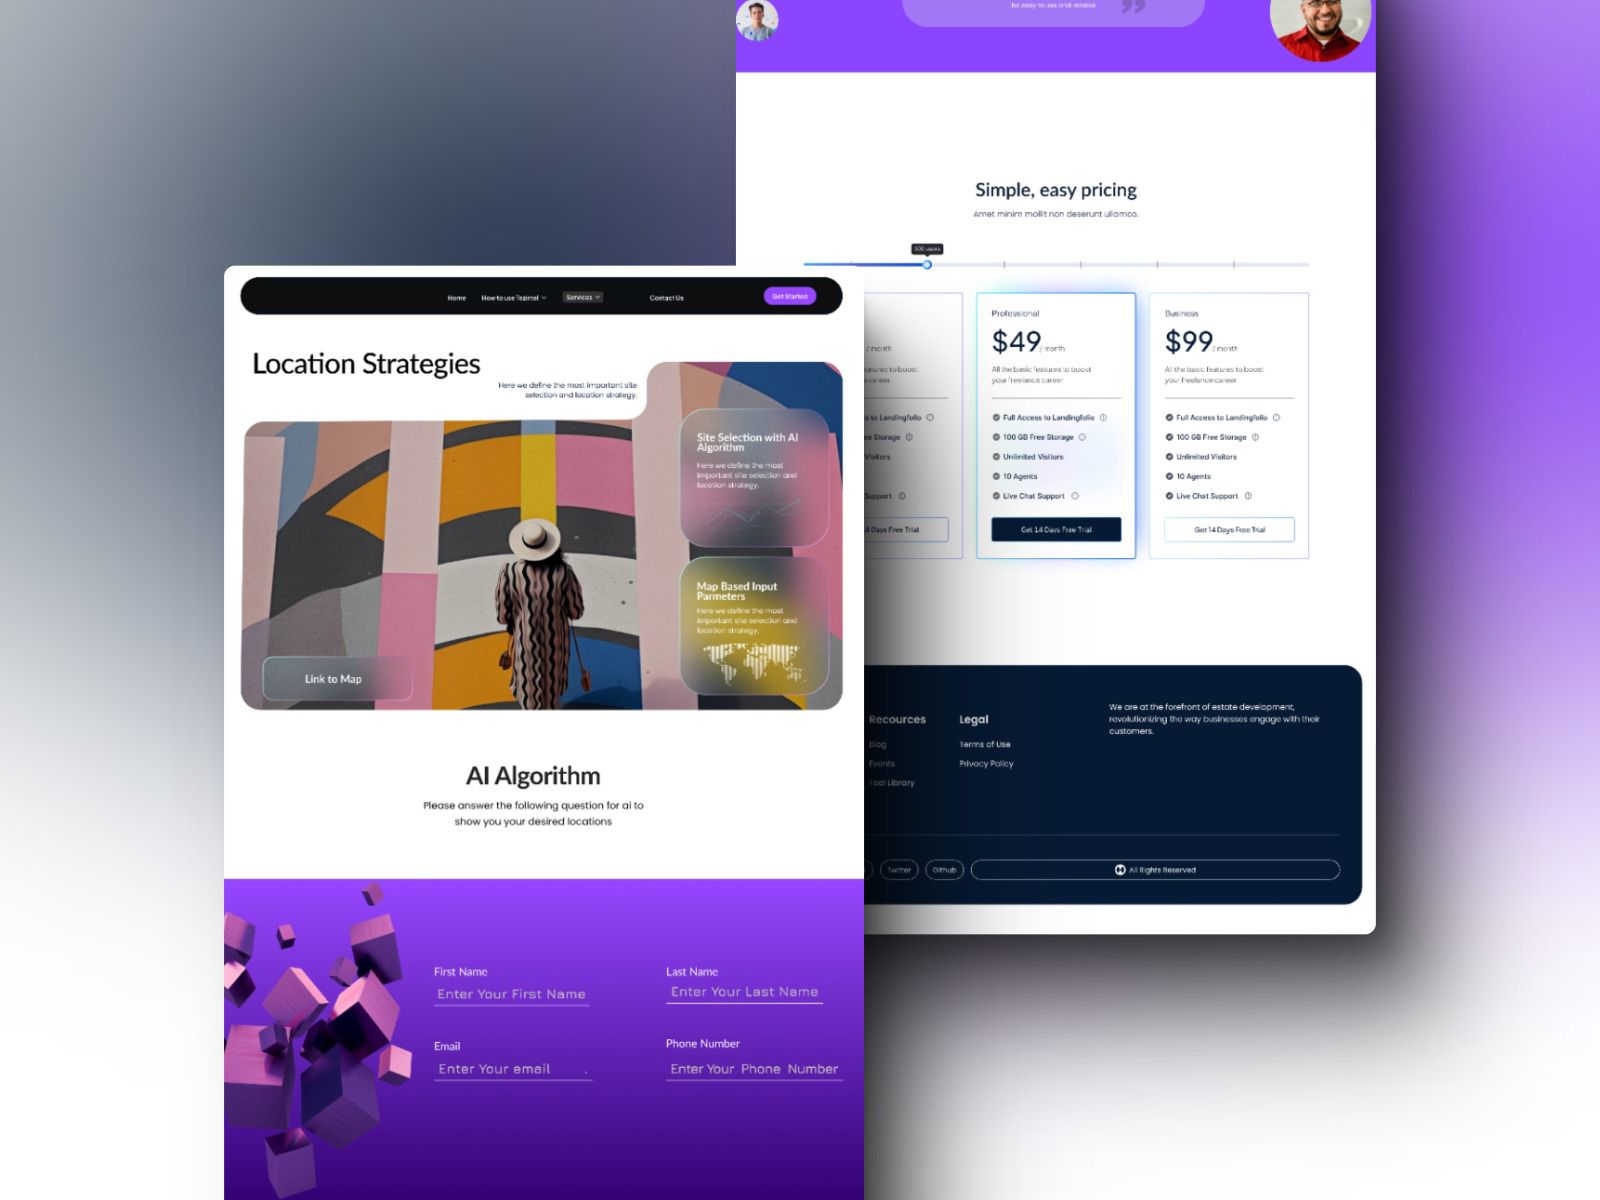 be easy to use and reliable
Simple, easy pricing
Amet minim mollit non deserunt ullamco.
500 users
/ month
Professional
$49 / month
All the basic features to boost
your freelance career
Full Access to Landingfolio
100 GB Free Storage
Unlimited Visitors
10 Agents
Live Chat Support
Get 14 Days Free Trial
Business
$99 / month
All the basic features to boost
your freelance career
Full Access to Landingfolio
100 GB Free Storage
Unlimited Visitors
10 Agents
Live Chat Support
Get 14 Days Free Trial
to Landingfolio
Storage
Visitors
Support
Days Free Trial
Recources
Blog
Events
Tool Library
Legal
Terms of Use
Privacy Policy
We are at the forefront of estate development,
revolutionizing the way businesses engage with their
customers.
Twitter
Github
All Rights Reserved
Home
How to use Tezintel
Services
Contact Us
Get Started
Location Strategies
Here we define the most important site
selection and location strategy.
Site Selection with AI
Algorithm
Here we define the most
important site selection and
location strategy.
Map Based Input
Parmeters
Here we define the most
important site selection and
location strategy.
Link to Map
AI Algorithm
Please answer the following question for ai to
show you your desired locations
First Name
Enter Your First Name
Last Name
Enter Your Last Name
Email
Enter Your email .
Phone Number
Enter Your Phone Number